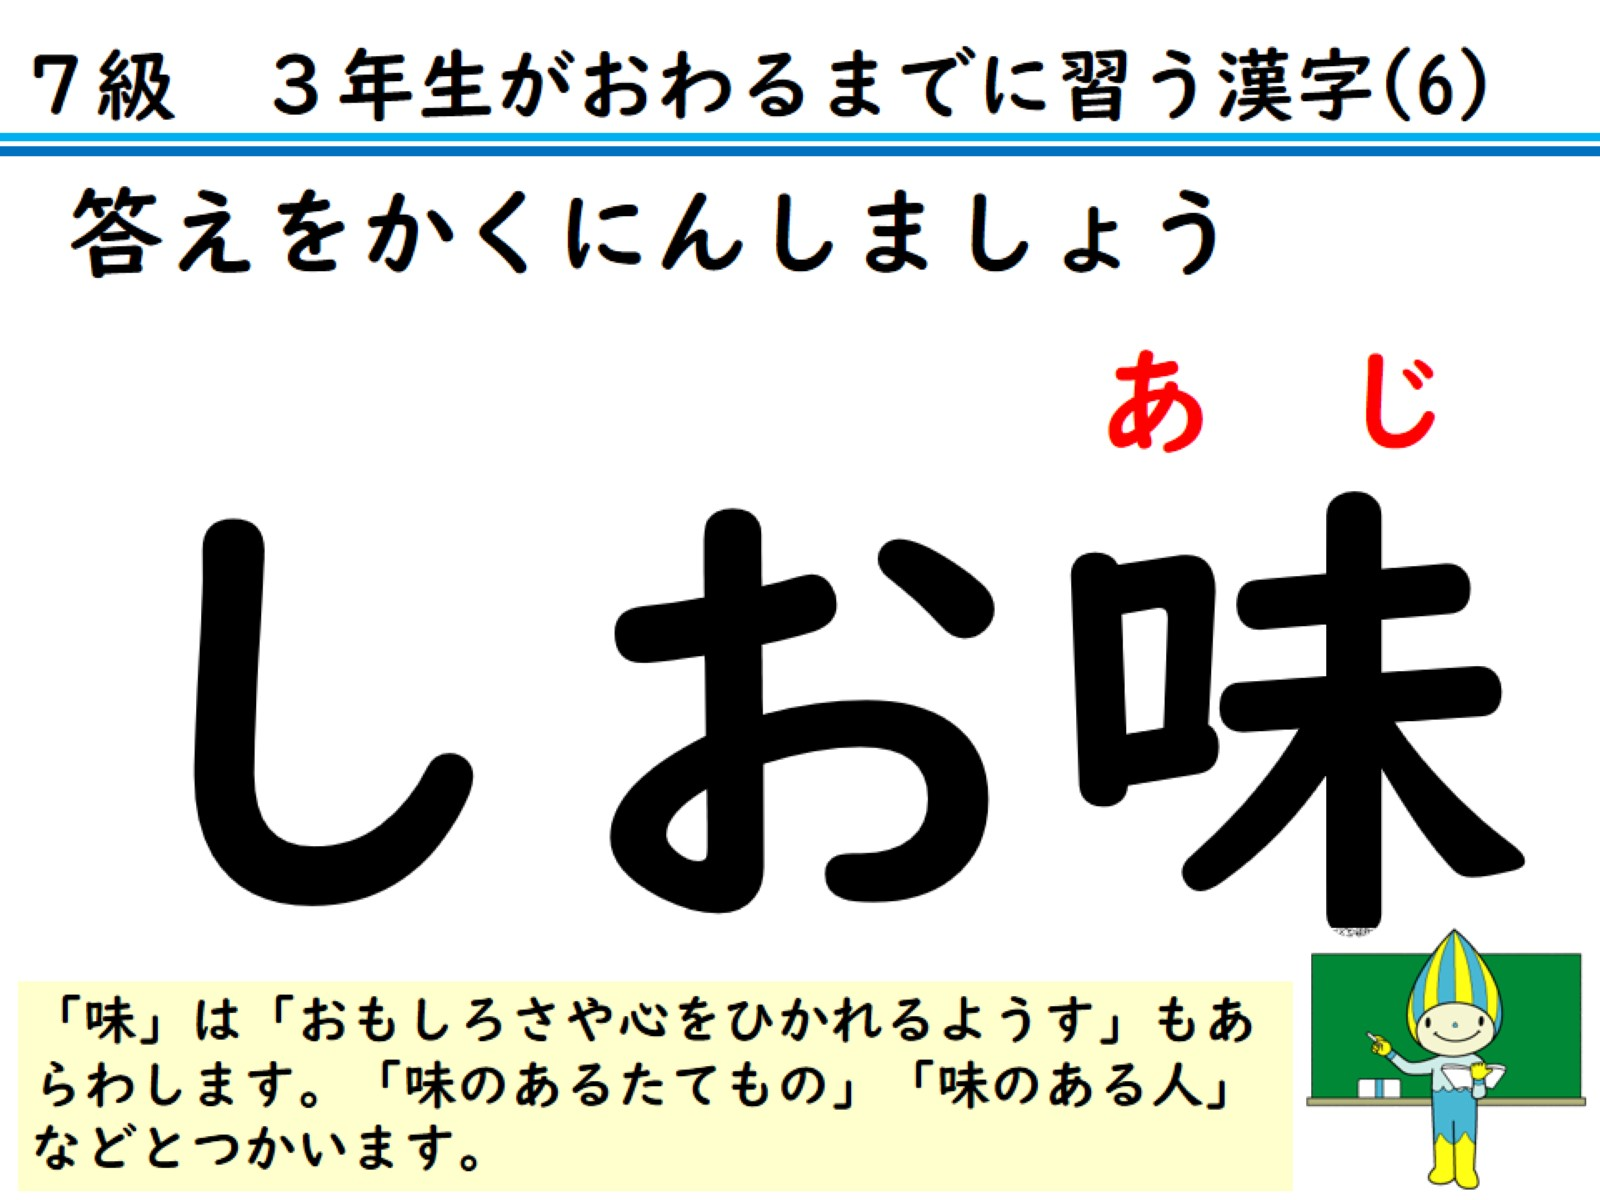 ７級　３年生がおわるまでに習う漢字(6)
答えをかくにんしましょう
あ　じ
しお味
「味」は「おもしろさや心をひかれるようす」もあ
らわします。「味のあるたてもの」「味のある人」
などとつかいます。